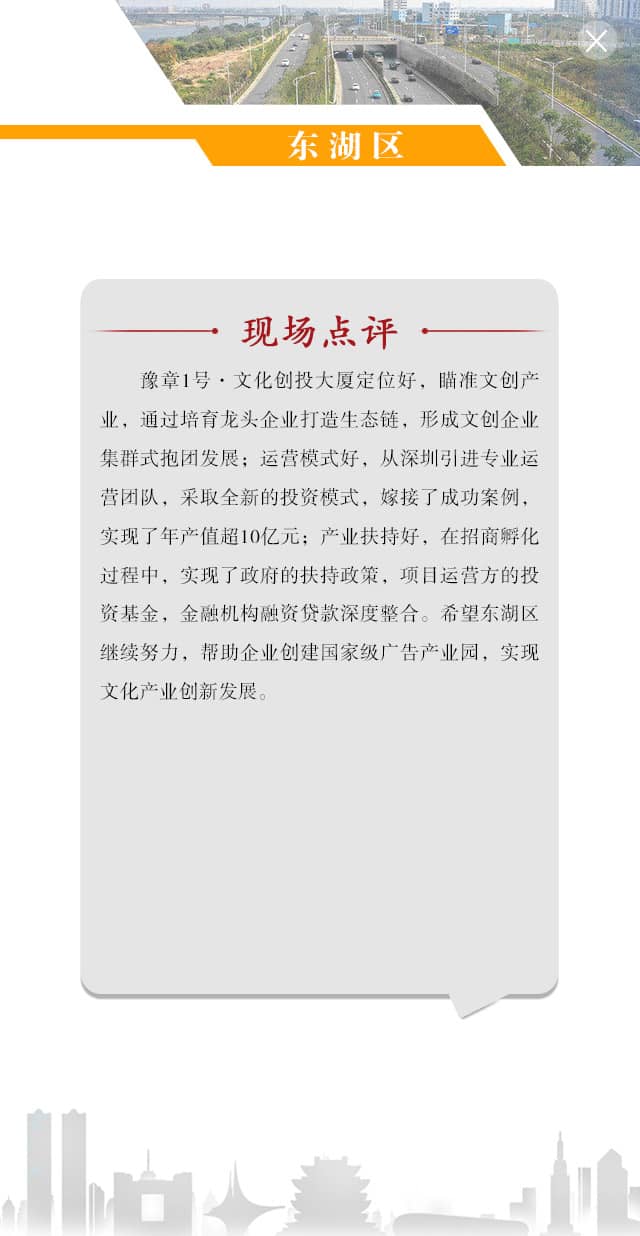 东湖区
现场点评
豫章1号·文化创投大厦定位好，瞄准文创产
业，通过培育龙头企业打造生态链，形成文创企业
集群式抱团发展；运营模式好，从深圳引进专业运
营团队，采取全新的投资模式，嫁接了成功案例，
实现了年产值超10亿元；产业扶持好，在招商孵化
过程中，实现了政府的扶持政策，项目运营方的投
资基金，金融机构融资贷款深度整合。希望东湖区
继续努力，帮助企业创建国家级广告产业园，实现
文化产业创新发展。